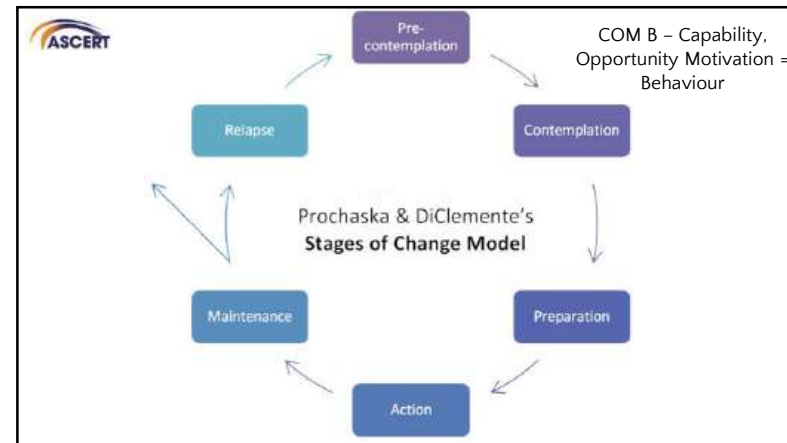 ASCERT
Pre-
contemplation
COM B – Capability,
Opportunity Motivation =
Behaviour
Relapse
Contemplation
Prochaska & DiClemente's
Stages of Change Model
Maintenance
Preparation
Action